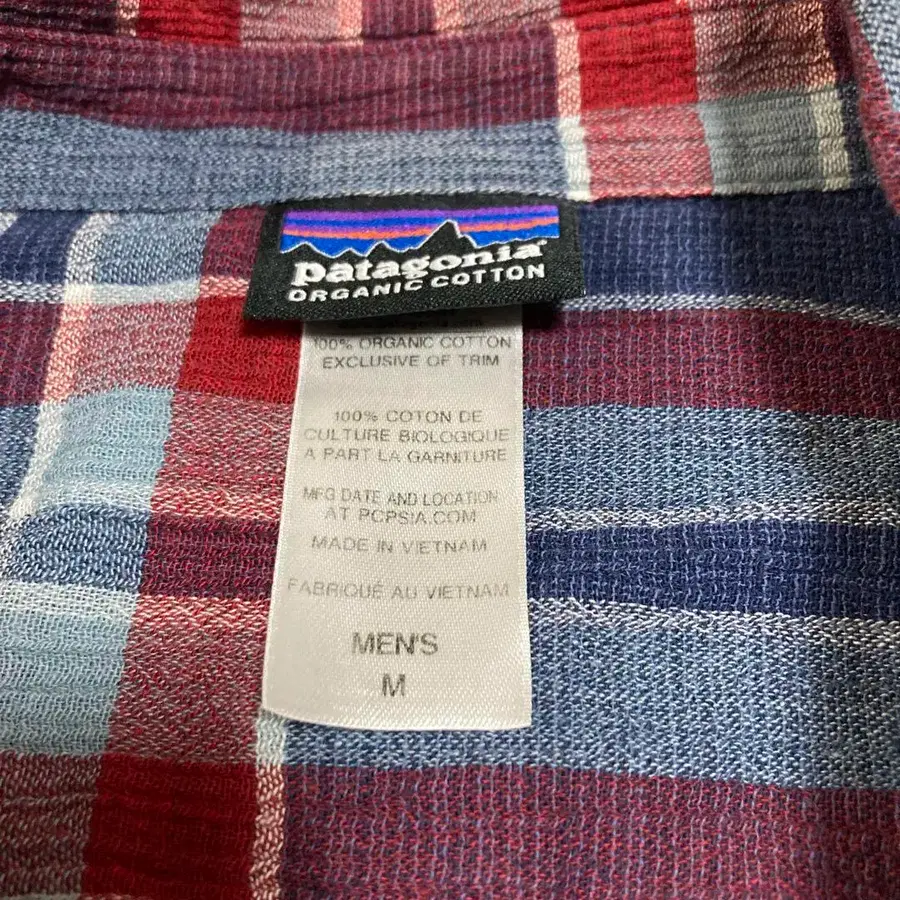 patagonia
ORGANIC COTTON
100% ORGANIC COTTON
EXCLUSIVE OF TRIM
100% COTON DE
CULTURE BIOLOGIQUE
A PART LA GARNITURE
MFG DATE AND LOCATION
AT PCPSIA.COM
MADE IN VIETNAM
FABRIQUÉ AU VIETNAM
MEN'S
M